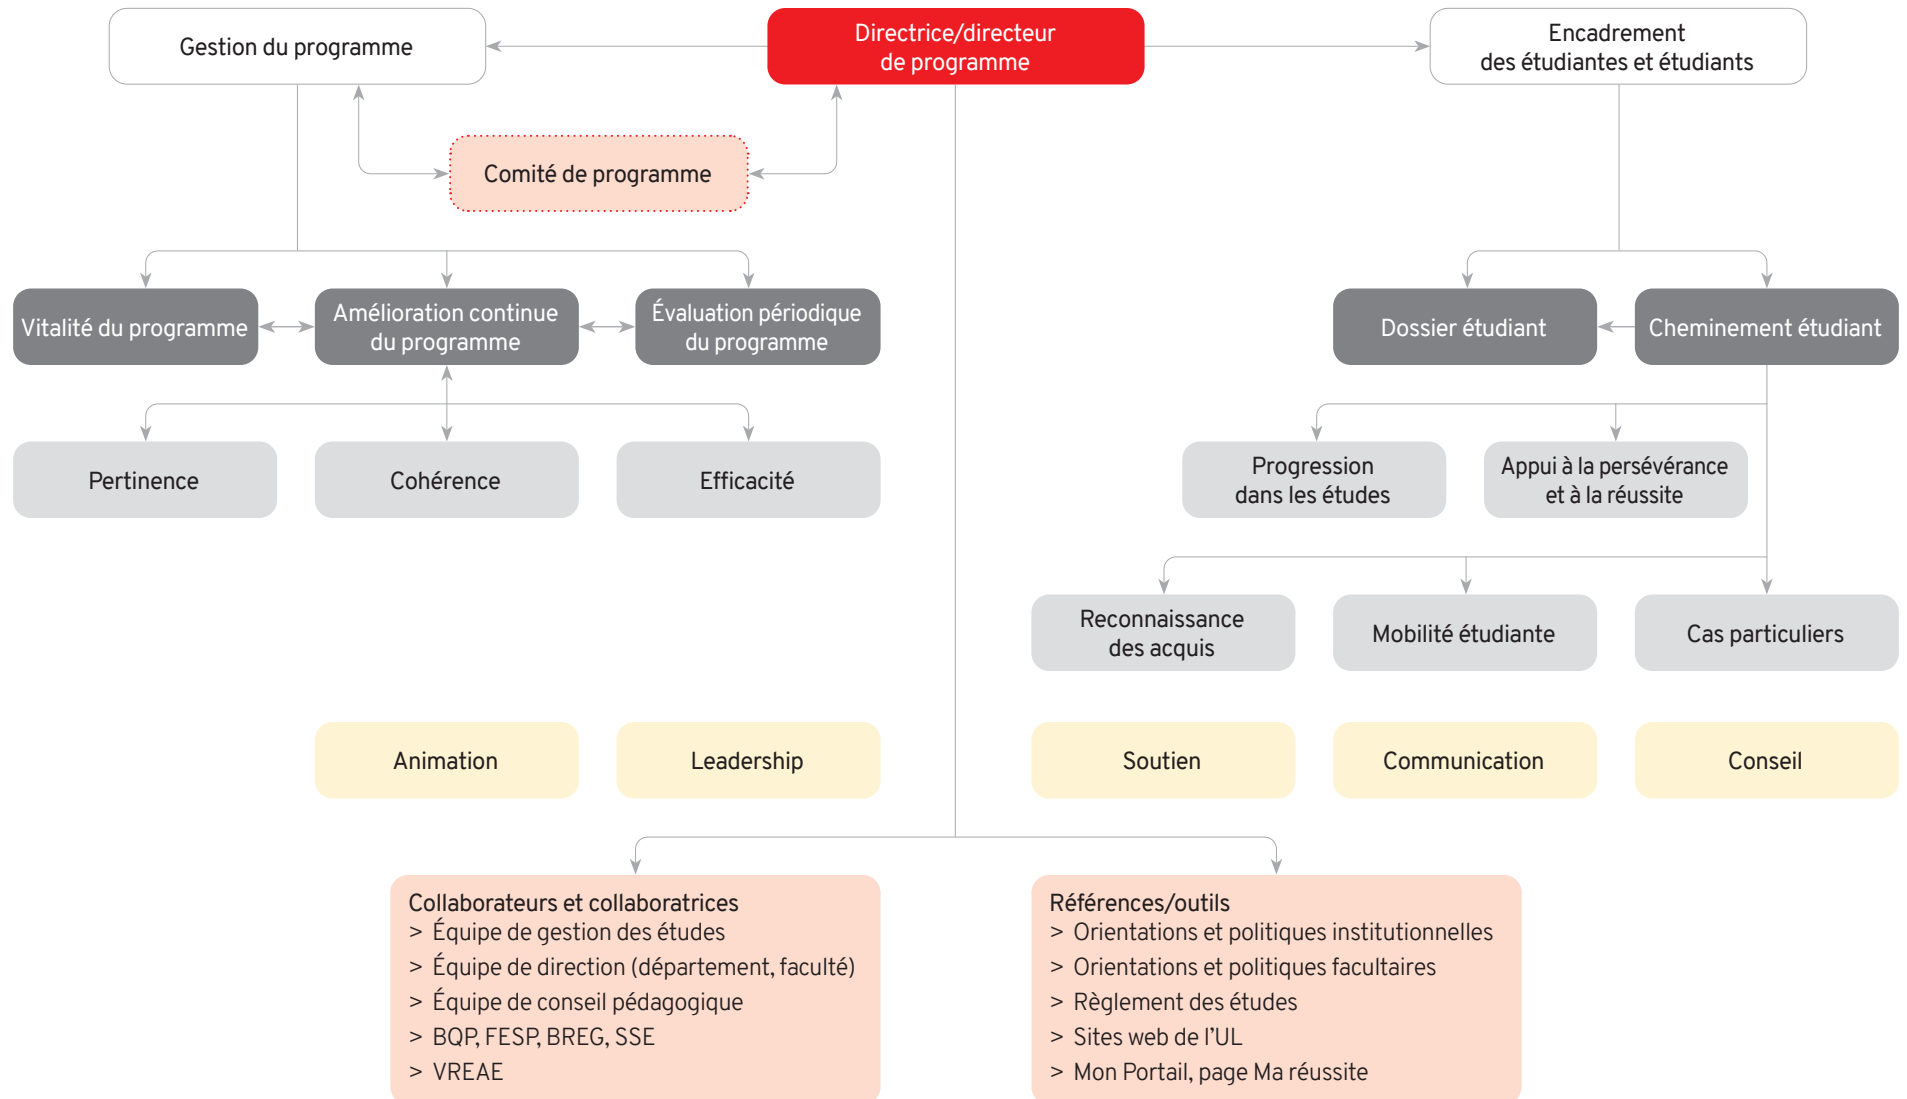 Gestion du programme
Directrice/directeur
de programme
Encadrement
des étudiantes et étudiants
Comité de programme
Vitalité du programme
Amélioration continue
du programme
Évaluation périodique
du programme
Dossier étudiant
Cheminement étudiant
Pertinence
Cohérence
Efficacité
Progression
dans les études
Appui à la persévérance
et à la réussite
Reconnaissance
des acquis
Mobilité étudiante
Cas particuliers
Animation
Leadership
Soutien
Communication
Conseil
Collaborateurs et collaboratrices
> Équipe de gestion des études
> Équipe de direction (département, faculté)
> Équipe de conseil pédagogique
> BQP, FESP, BREG, SSE
> VREAE
Références/outils
> Orientations et politiques institutionnelles
> Orientations et politiques facultaires
> Règlement des études
> Sites web de l’UL
> Mon Portail, page Ma réussite